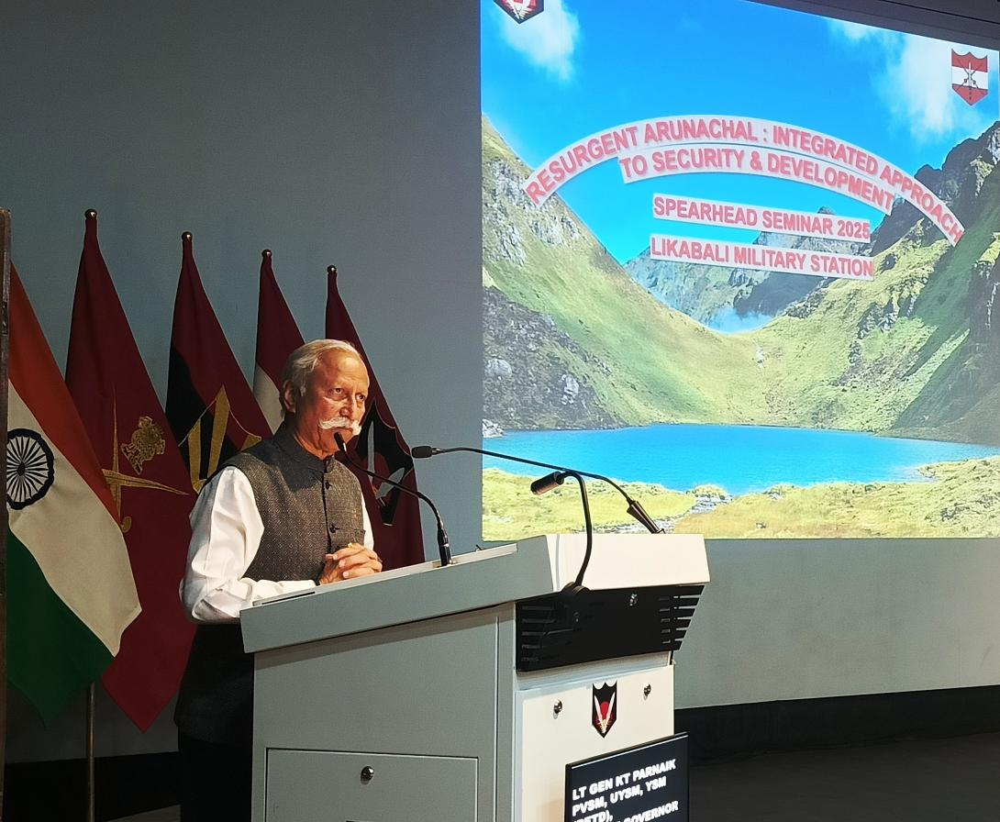 RESURGENT ARUNACHAL : INTEGRATED APPROACH
TO SECURITY & DEVELOPMENT
SPEARHEAD SEMINAR 2025
LIKABALI MILITARY STATION
LT GEN KT PARNAIK
PVSM, UYSM, YSM
GOVERNOR